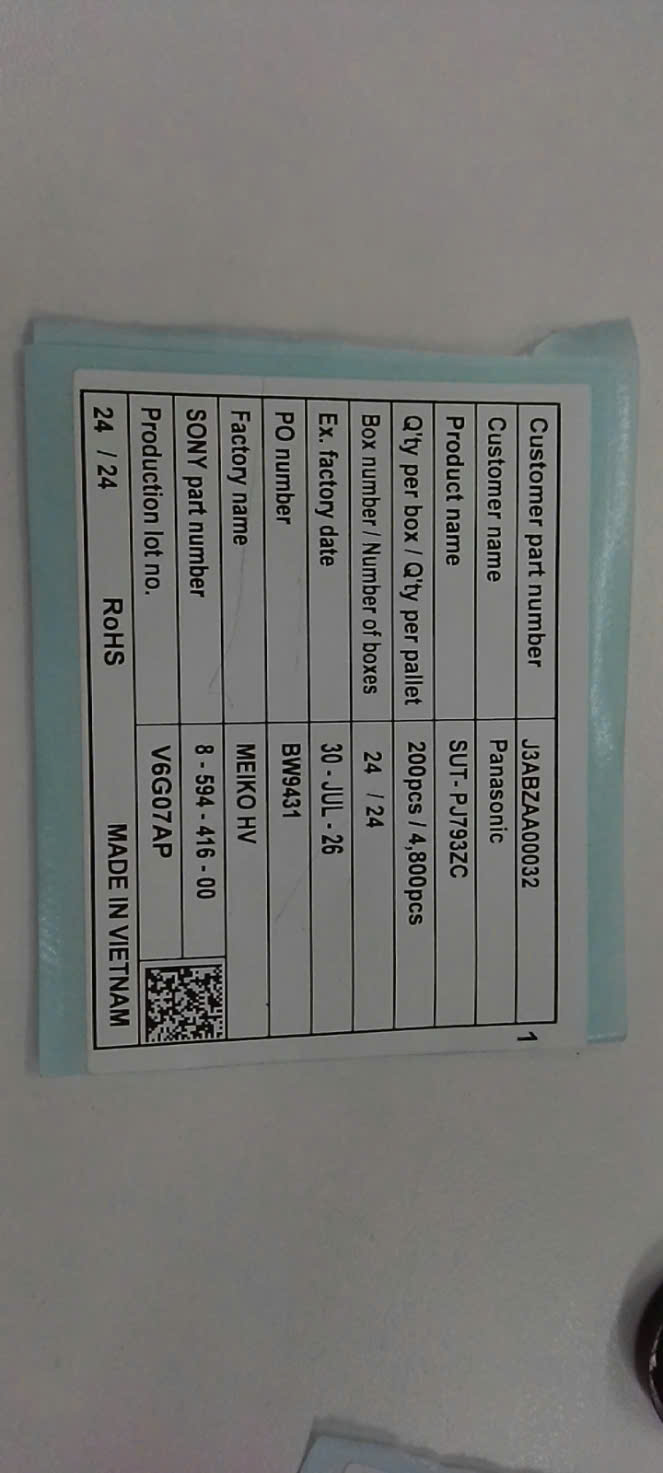 1
Customer part number J3ABZAA00032
Customer name Panasonic
Product name SUT- PJ793ZC
Q'ty per box / Q'ty per pallet 200pcs / 4,800pcs
Box number / Number of boxes 24 / 24
Ex. factory date 30 - JUL - 26
PO number BW9431
Factory name MEIKO HV
SONY part number 8 - 594 - 416 - 00
Production lot no. V6G07AP
24 / 24 RoHS MADE IN VIETNAM